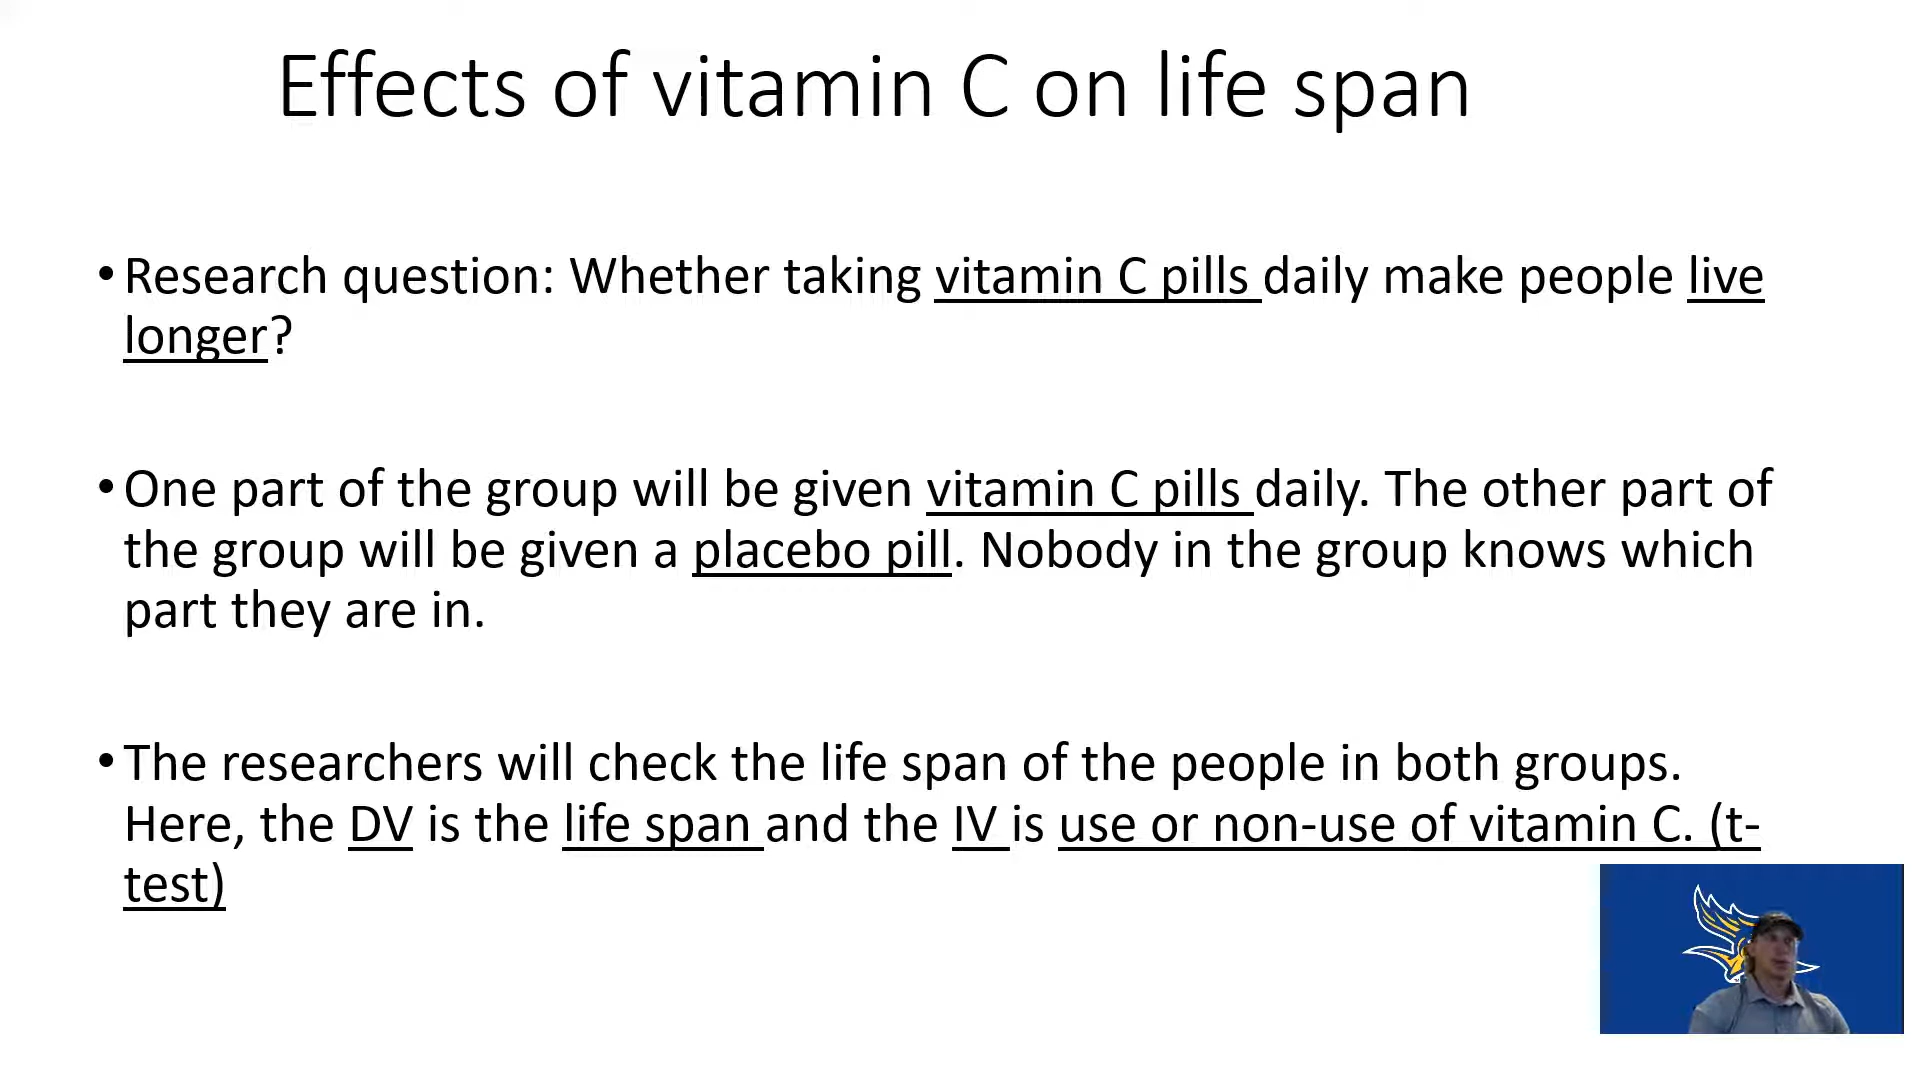 Effects of vitamin C on life span
• Research question: Whether taking vitamin C pills daily make people live
longer?
• One part of the group will be given vitamin C pills daily. The other part of
the group will be given a placebo pill. Nobody in the group knows which
part they are in.
• The researchers will check the life span of the people in both groups.
Here, the DV is the life span and the IV is use or non-use of vitamin C. (t-
test)